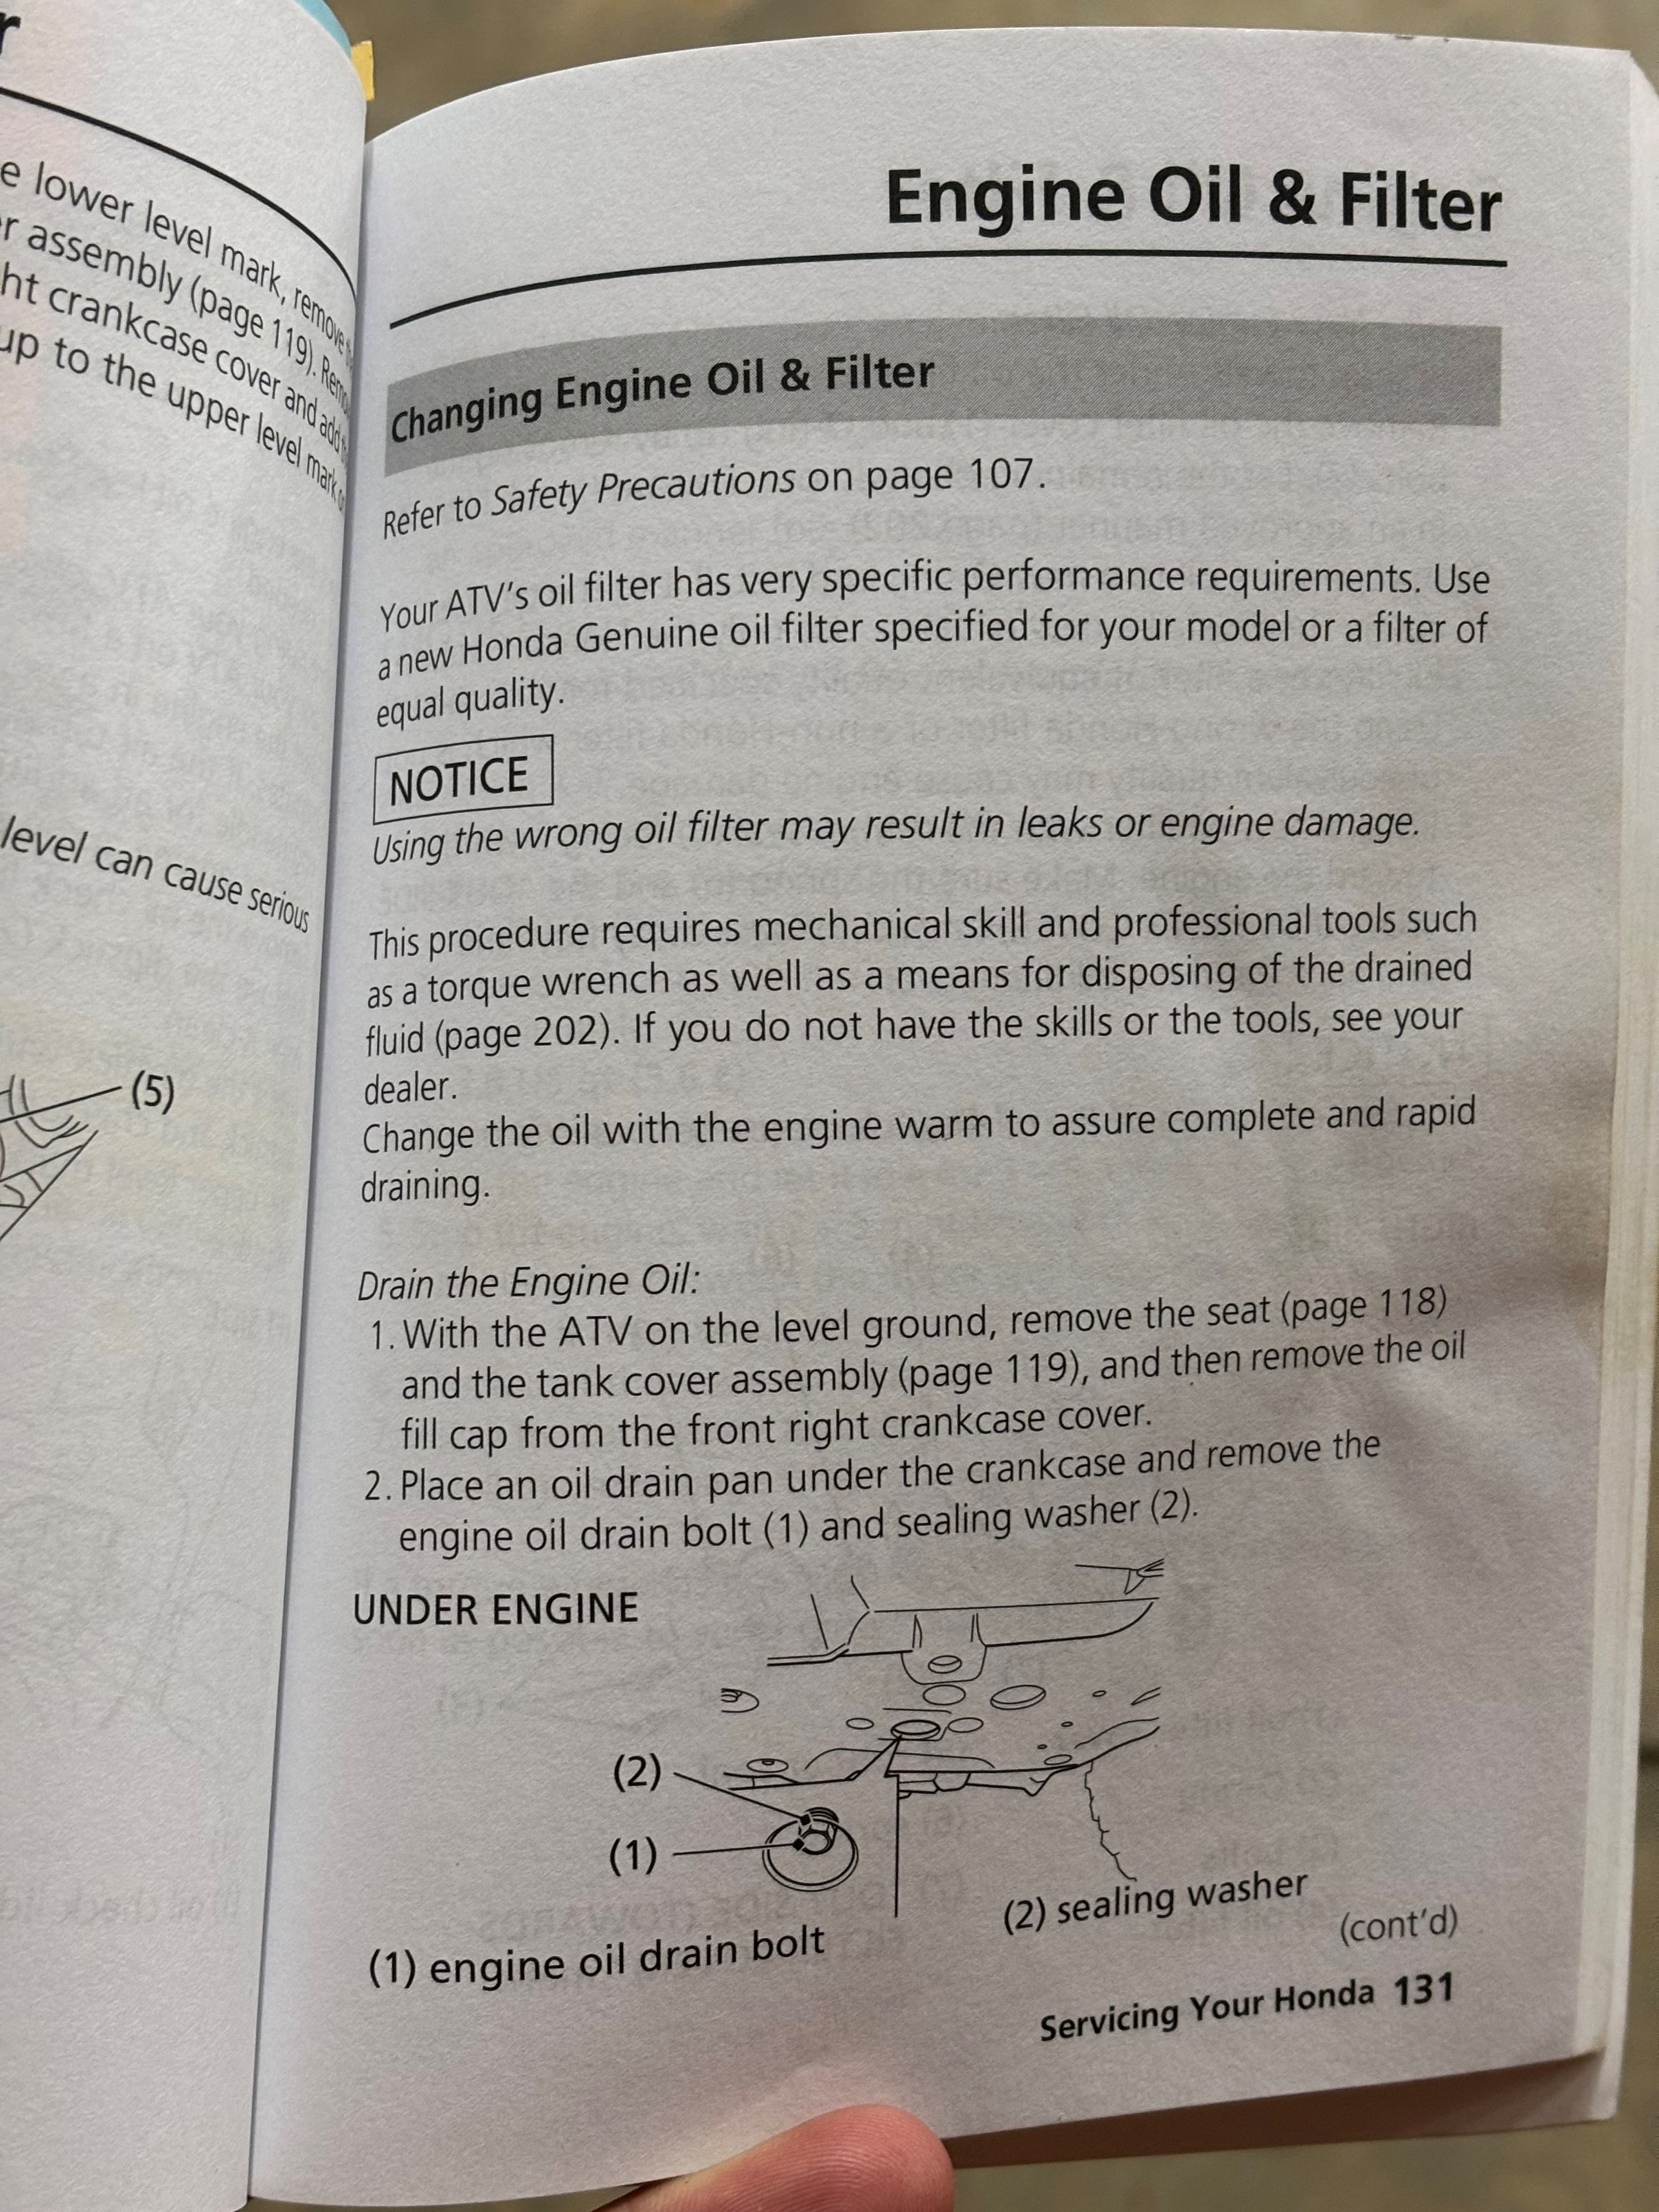 r
e lower level mark, remove
r assembly (page 119).
ht crankcase cover and add
up to the upper level mark
level can cause serious
(5)
Engine Oil & Filter
Changing Engine Oil & Filter
Refer to Safety Precautions on page 107.
Your ATV's oil filter has very specific performance requirements. Use
a new Honda Genuine oil filter specified for your model or a filter of
equal quality.
NOTICE
Using the wrong oil filter may result in leaks or engine damage.
This procedure requires mechanical skill and professional tools such
as a torque wrench as well as a means for disposing of the drained
fluid (page 202). If you do not have the skills or the tools, see your
dealer.
Change the oil with the engine warm to assure complete and rapid
draining.
Drain the Engine Oil:
1. With the ATV on the level ground, remove the seat (page 118)
and the tank cover assembly (page 119), and then remove the oil
fill cap from the front right crankcase cover.
2. Place an oil drain pan under the crankcase and remove the
engine oil drain bolt (1) and sealing washer (2).
UNDER ENGINE
(2)
(1)
(1) engine oil drain bolt
(2) sealing washer
(cont'd)
Servicing Your Honda 131